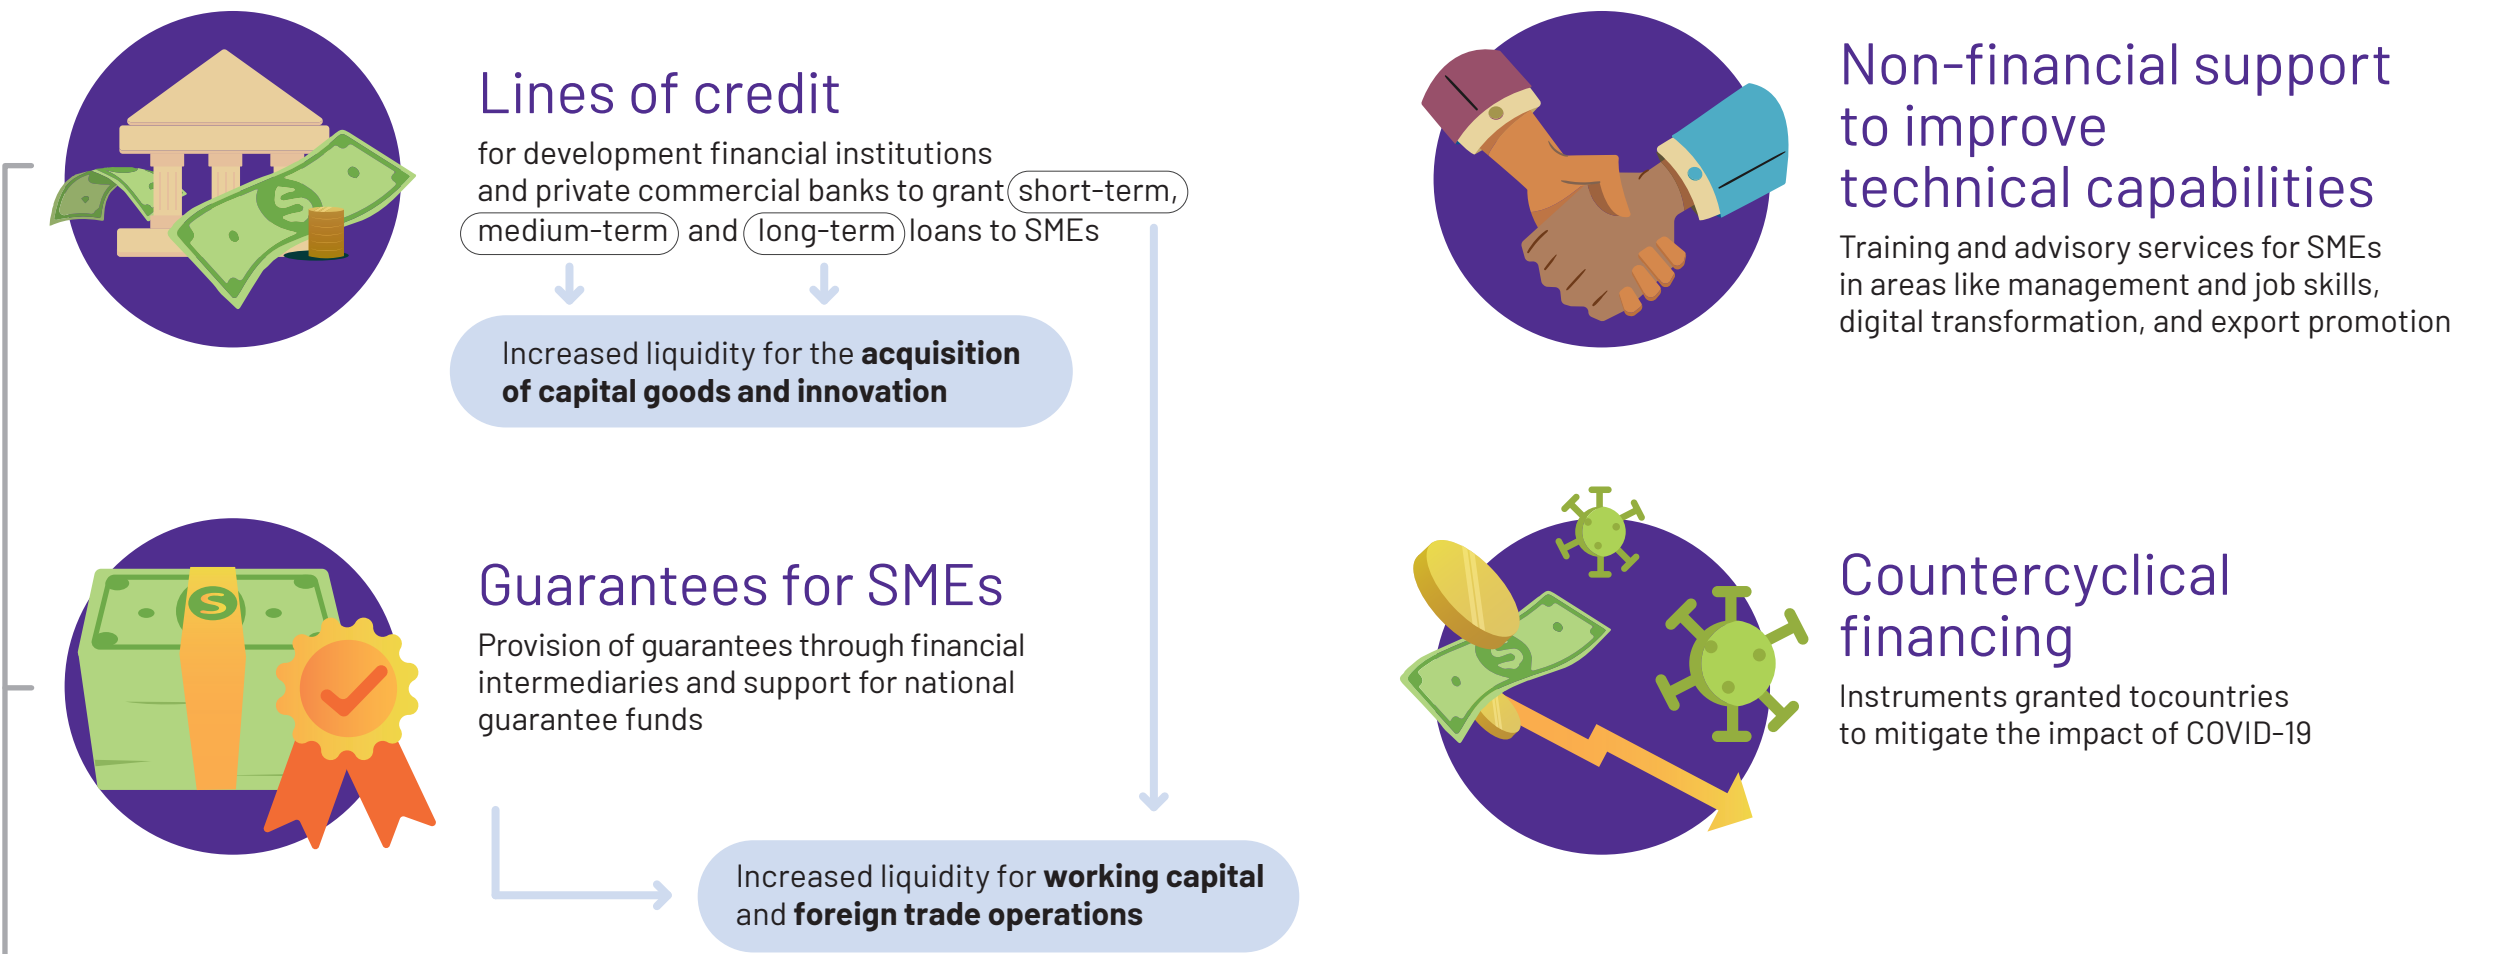 Lines of credit
for development financial institutions
and private commercial banks to grant short-term,
medium-term and long-term loans to SMEs
Increased liquidity for the acquisition
of capital goods and innovation
Guarantees for SMEs
Provision of guarantees through financial
intermediaries and support for national
guarantee funds
Increased liquidity for working capital
and foreign trade operations
Non-financial support
to improve
technical capabilities
Training and advisory services for SMEs
in areas like management and job skills,
digital transformation, and export promotion
Countercyclical
financing
Instruments granted tocountries
to mitigate the impact of COVID-19